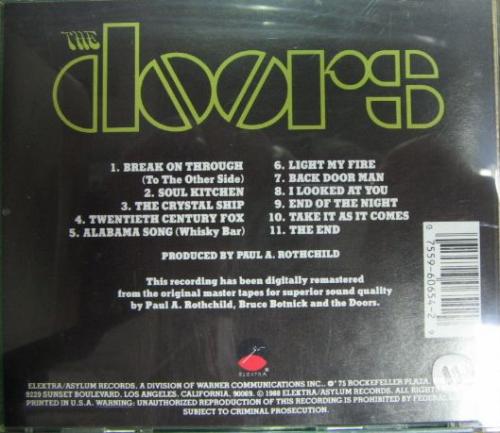 THE
doors
1. BREAK ON THROUGH
(To The Other Side)
2. SOUL KITCHEN
3. THE CRYSTAL SHIP
4. TWENTIETH CENTURY FOX
5. ALABAMA SONG (Whisky Bar)
6. LIGHT MY FIRE
7. BACK DOOR MAN
8. I LOOKED AT YOU
9. END OF THE NIGHT
10. TAKE IT AS IT COMES
11. THE END
PRODUCED BY PAUL A. ROTHCHILD
This recording has been digitally remastered
from the original master tapes for superior sound quality
by Paul A. Rothchild, Bruce Botnick and the Doors.
0 7559-60654-2 9
ELEKTRA
ELEKTRA/ASYLUM RECORDS, A DIVISION OF WARNER COMMUNICATIONS INC., 75 ROCKEFELLER PLAZA,
9229 SUNSET BOULEVARD, LOS ANGELES, CALIFORNIA. 90069. © 1988 ELEKTRA/ASYLUM RECORDS. ALL RIGHTS
PRINTED IN U.S.A. WARNING: UNAUTHORIZED REPRODUCTION OF THIS RECORDING IS PROHIBITED BY FEDERAL
SUBJECT TO CRIMINAL PROSECUTION.